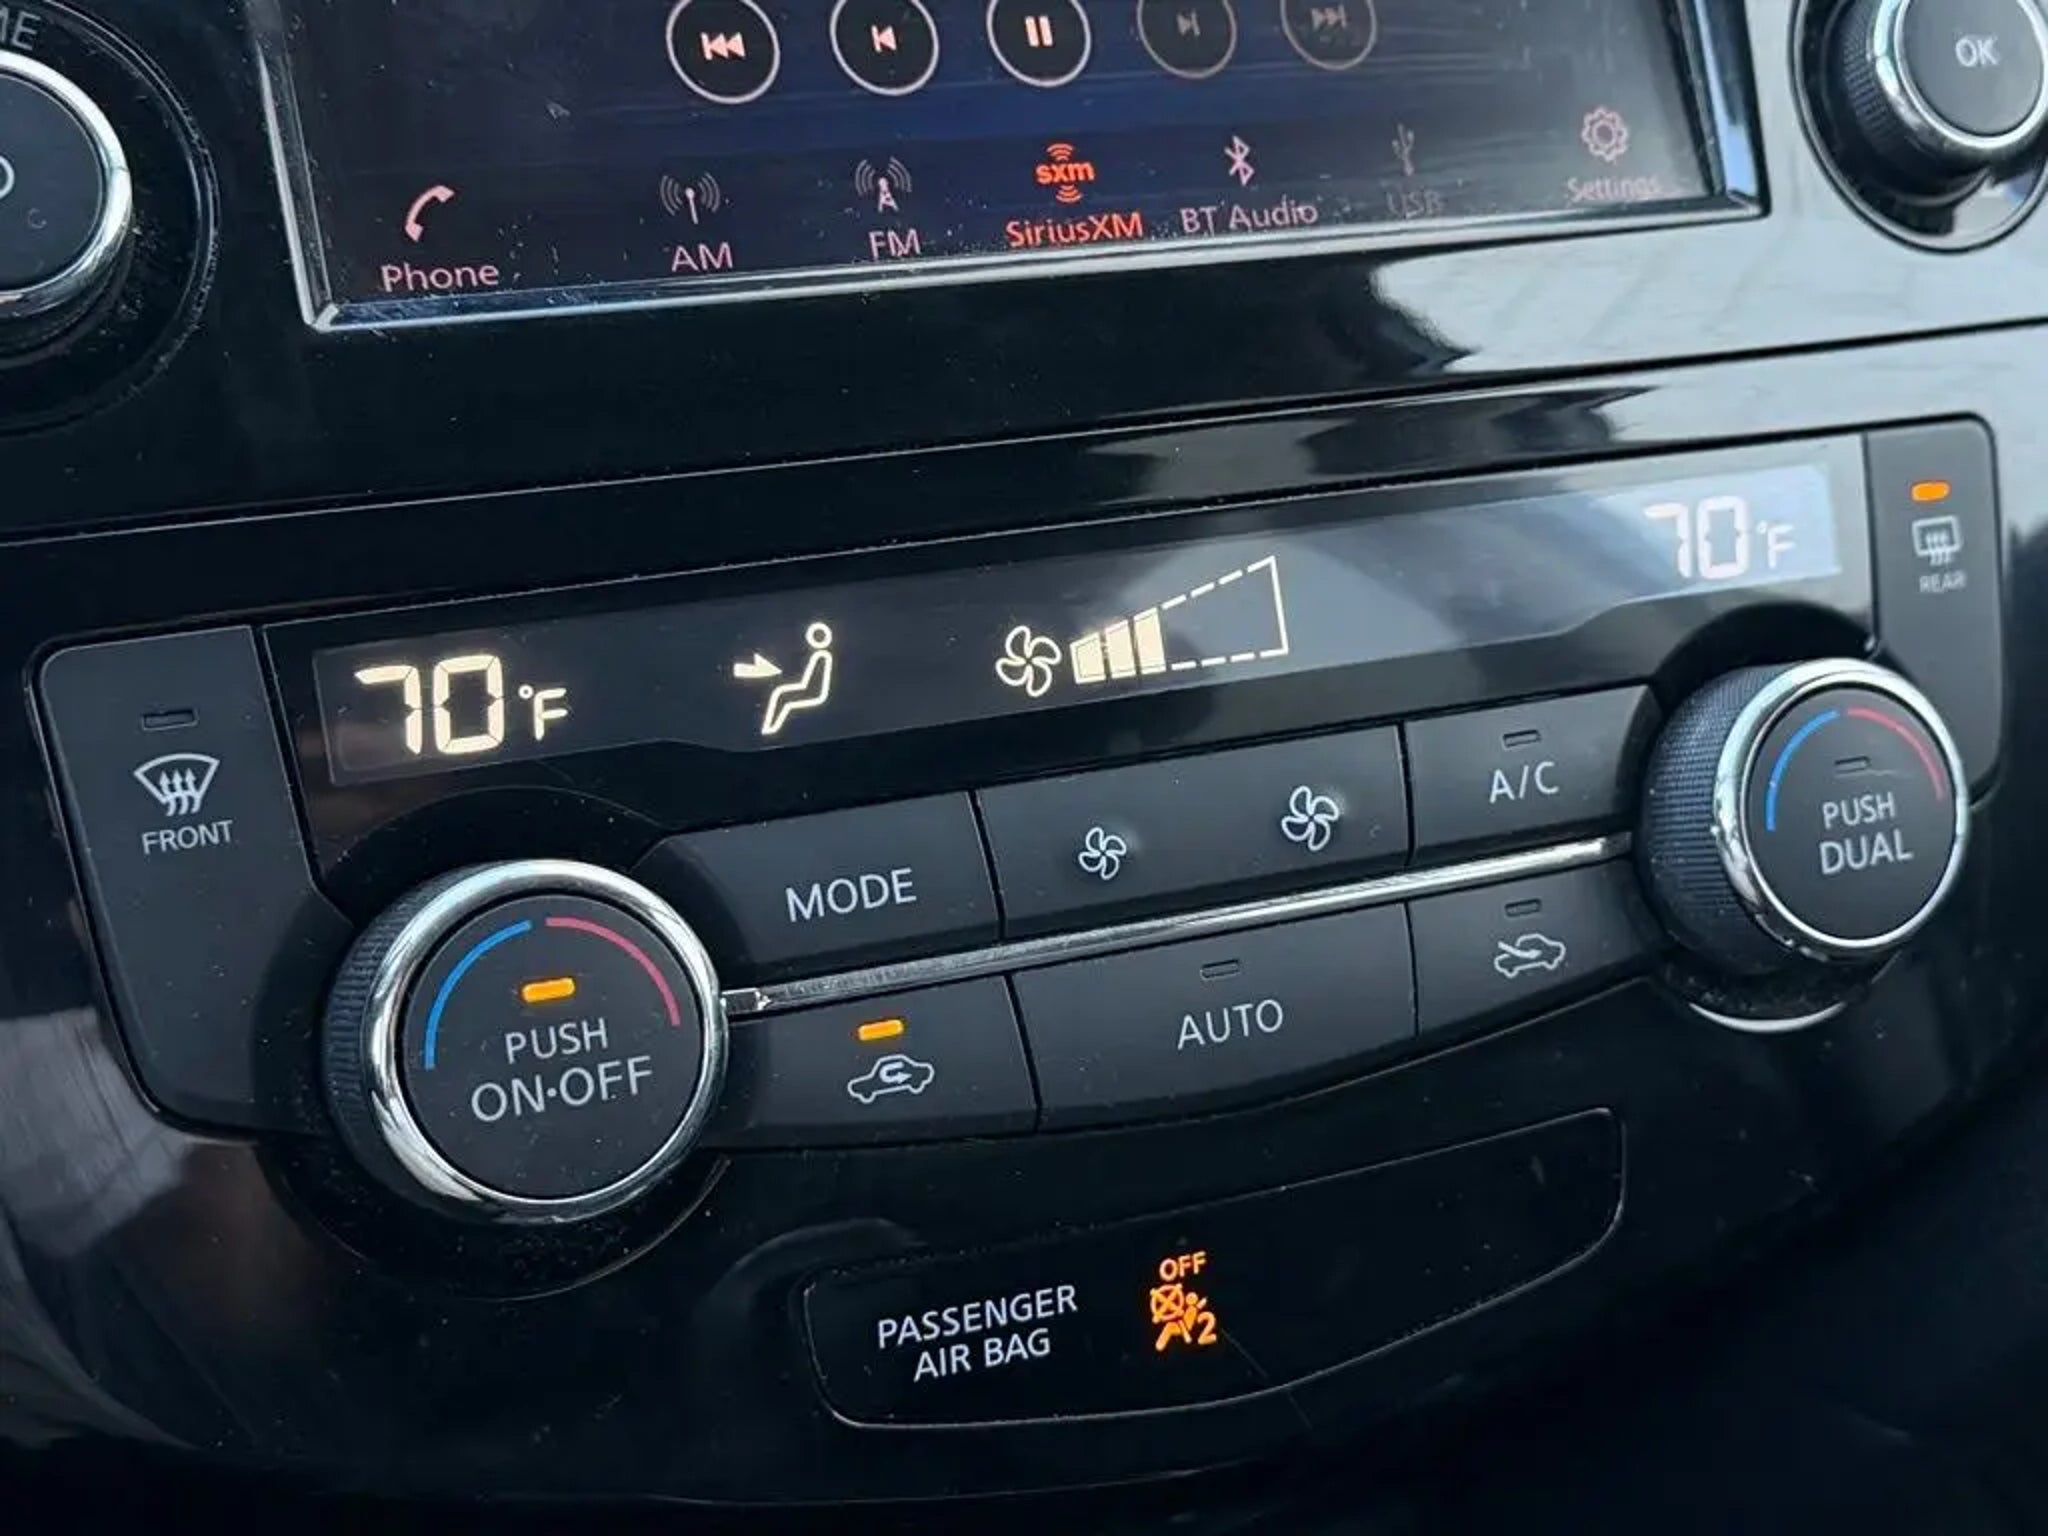 OK
sxm
Phone
AM
FM
SiriusXM
BT Audio
USB
Settings
70°F
70°F
REAR
FRONT
MODE
A/C
PUSH
DUAL
PUSH
ON•OFF
AUTO
PASSENGER
AIR BAG
OFF
2